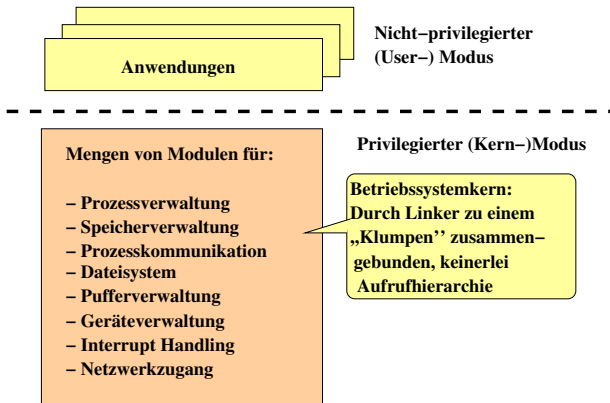 Nicht–privilegierter
(User–) Modus
Anwendungen
Privilegierter (Kern–)Modus
Mengen von Modulen für:
– Prozessverwaltung
– Speicherverwaltung
– Prozesskommunikation
– Dateisystem
– Pufferverwaltung
– Geräteverwaltung
– Interrupt Handling
– Netzwerkzugang
Betriebssystemkern:
Durch Linker zu einem
„Klumpen’’ zusammen–
gebunden, keinerlei
Aufrufhierarchie